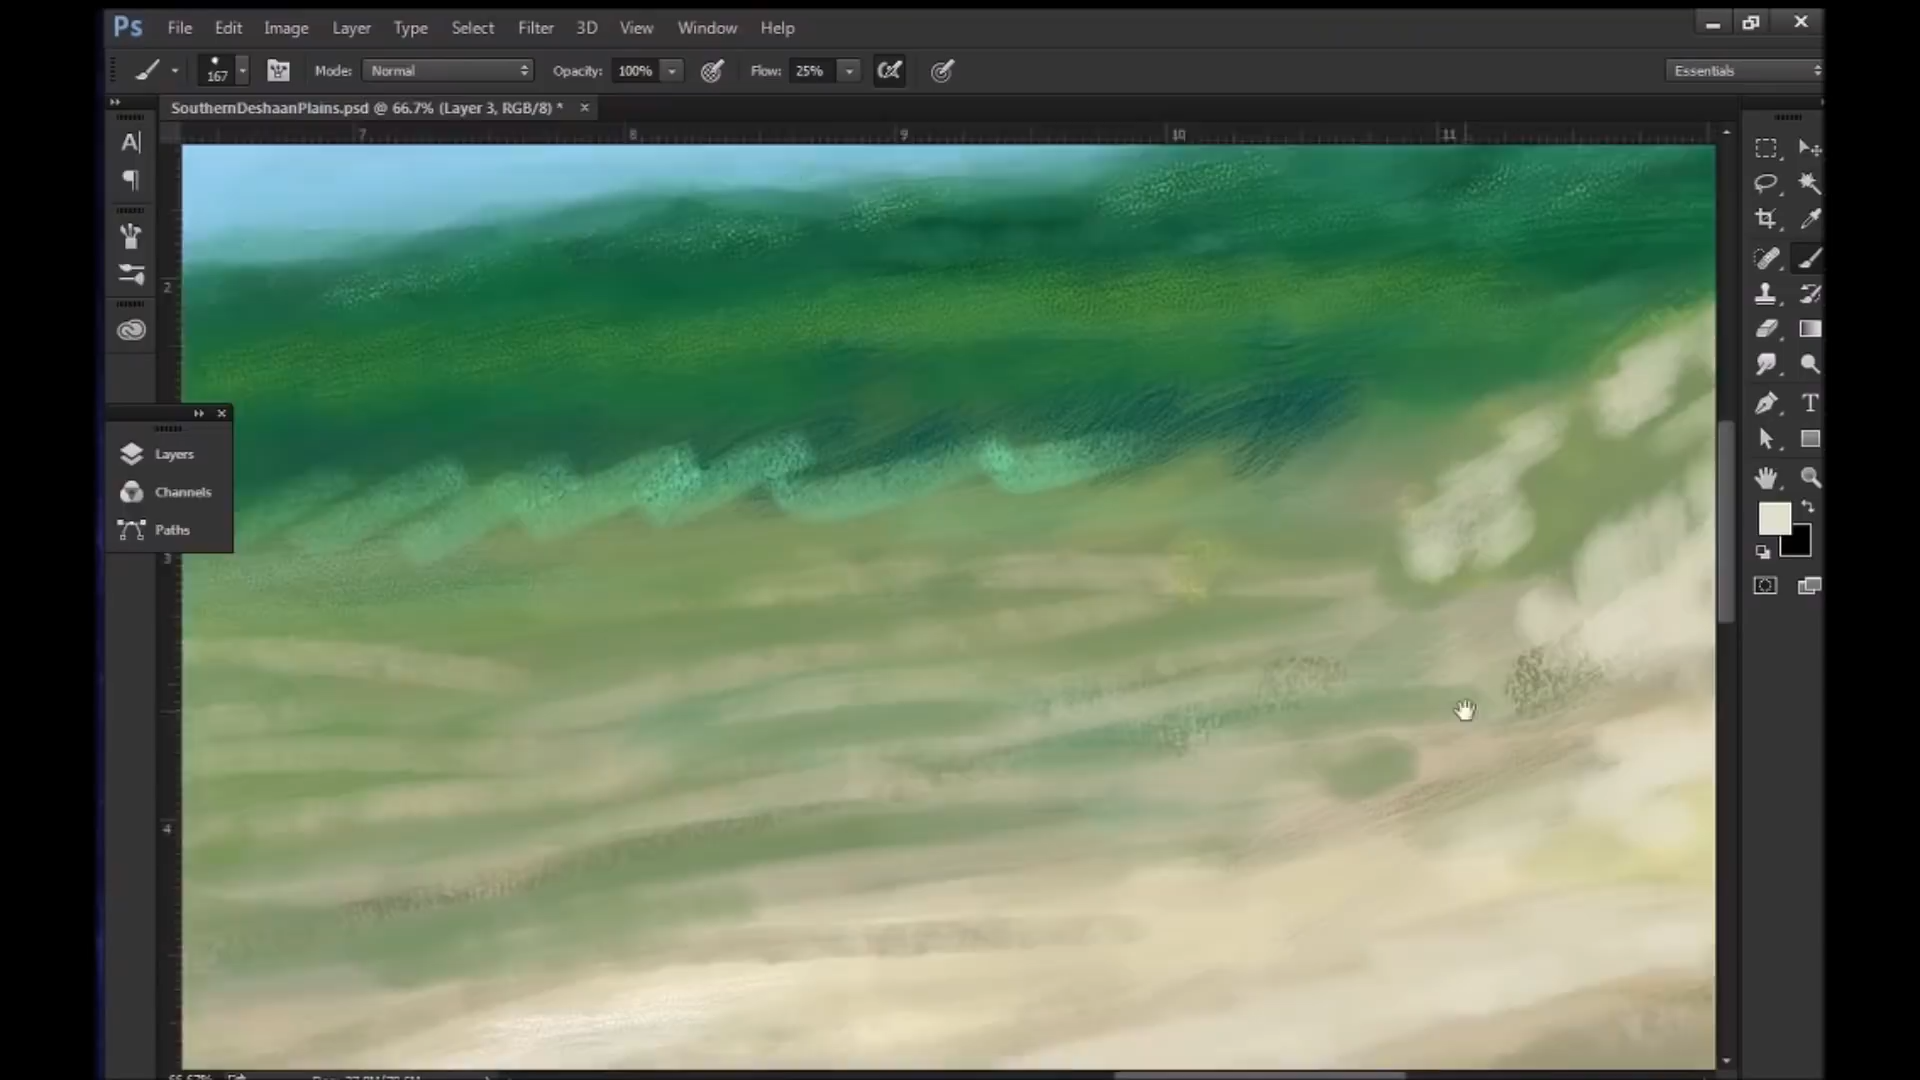 Ps File Edit Image Layer Type Select Filter 3D View Window Help
167 Mode: Normal Opacity: 100% Flow: 25% Essentials
SouthernDeshaanPlains.psd @ 66.7% (Layer 3, RGB/8) * ×
7 8 9 10 11
A
2
Layers
Channels
Paths
3
4
T